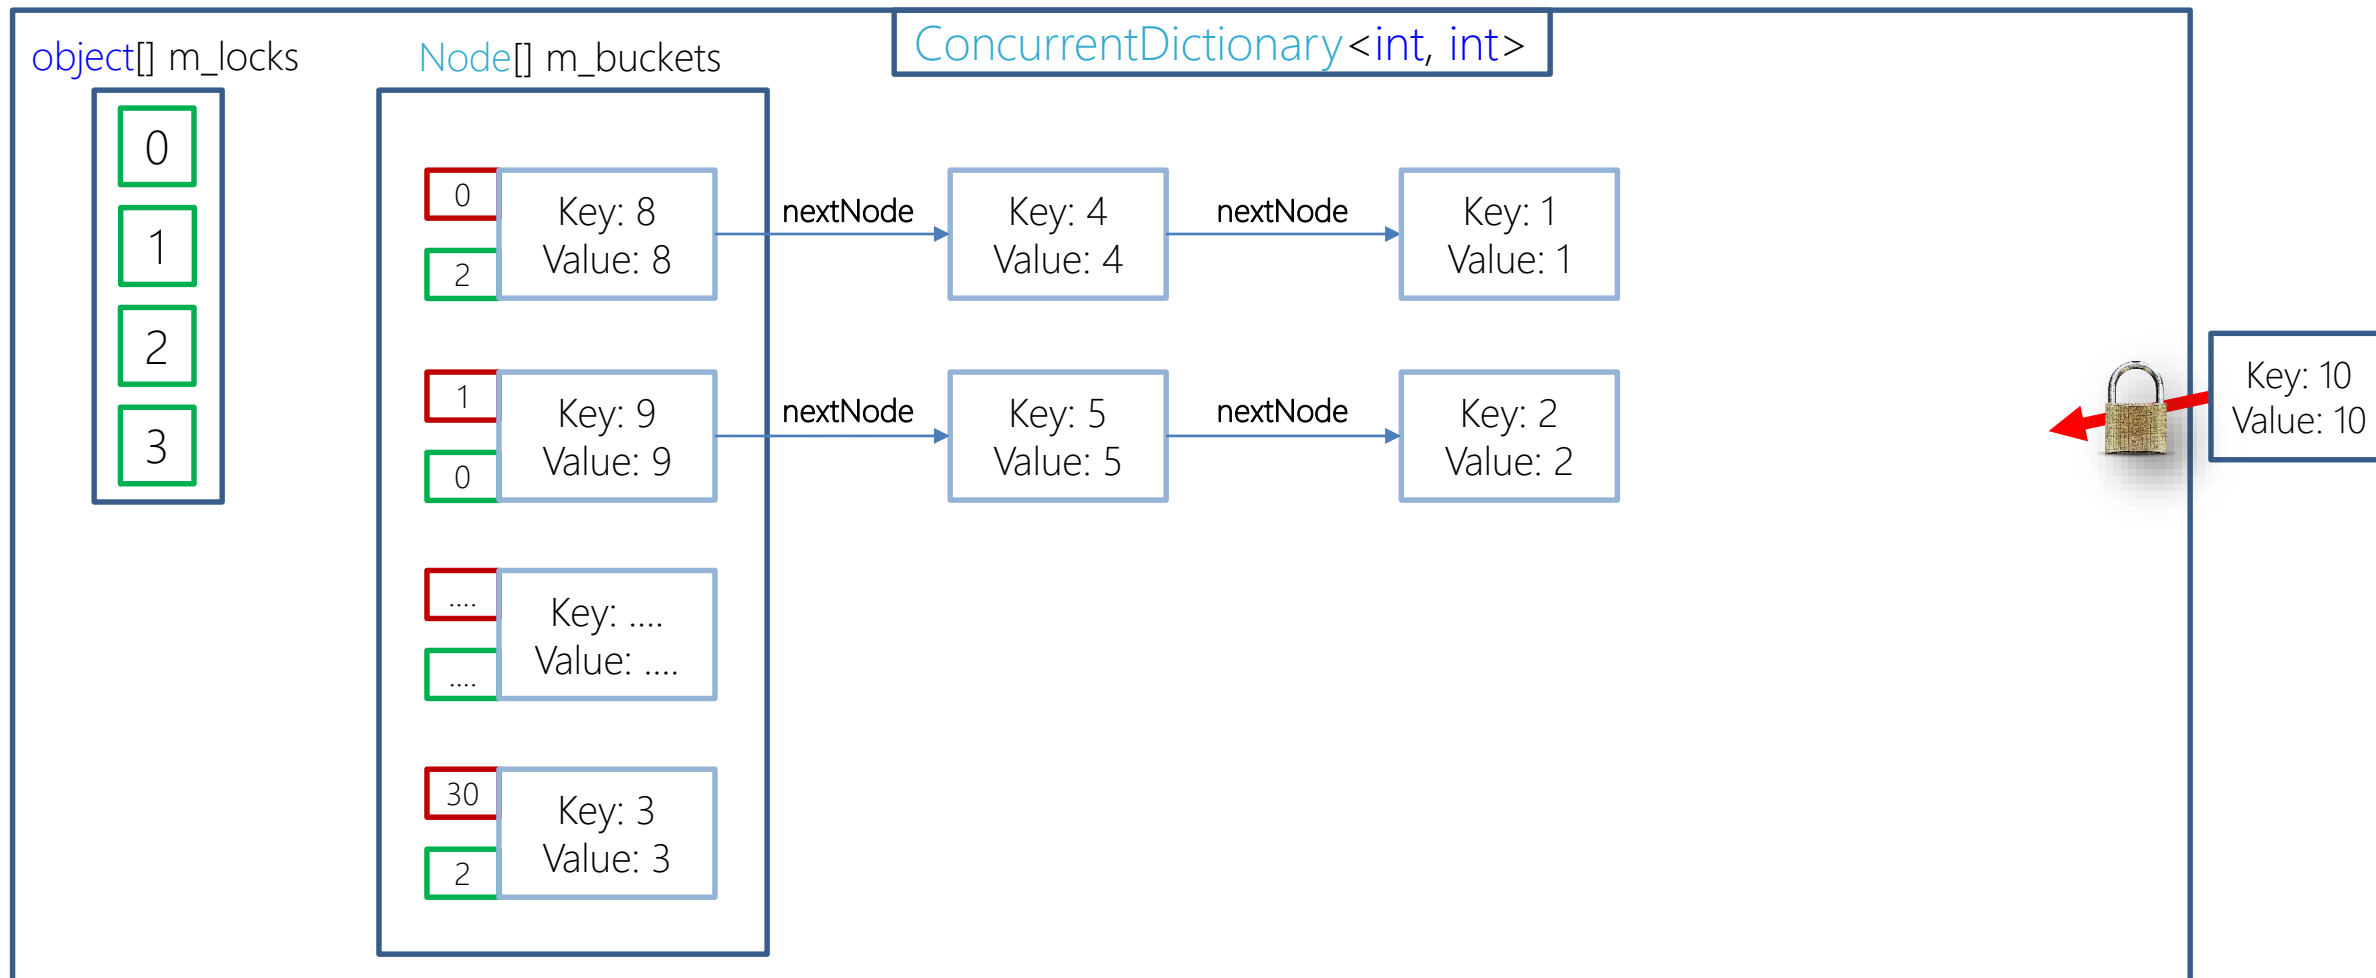 ConcurrentDictionary<int, int>
object[] m_locks
0
1
2
3
Node[] m_buckets
0
2
Key: 8
Value: 8
nextNode
Key: 4
Value: 4
nextNode
Key: 1
Value: 1
1
0
Key: 9
Value: 9
nextNode
Key: 5
Value: 5
nextNode
Key: 2
Value: 2
....
....
Key: ....
Value: ....
30
2
Key: 3
Value: 3
Key: 10
Value: 10